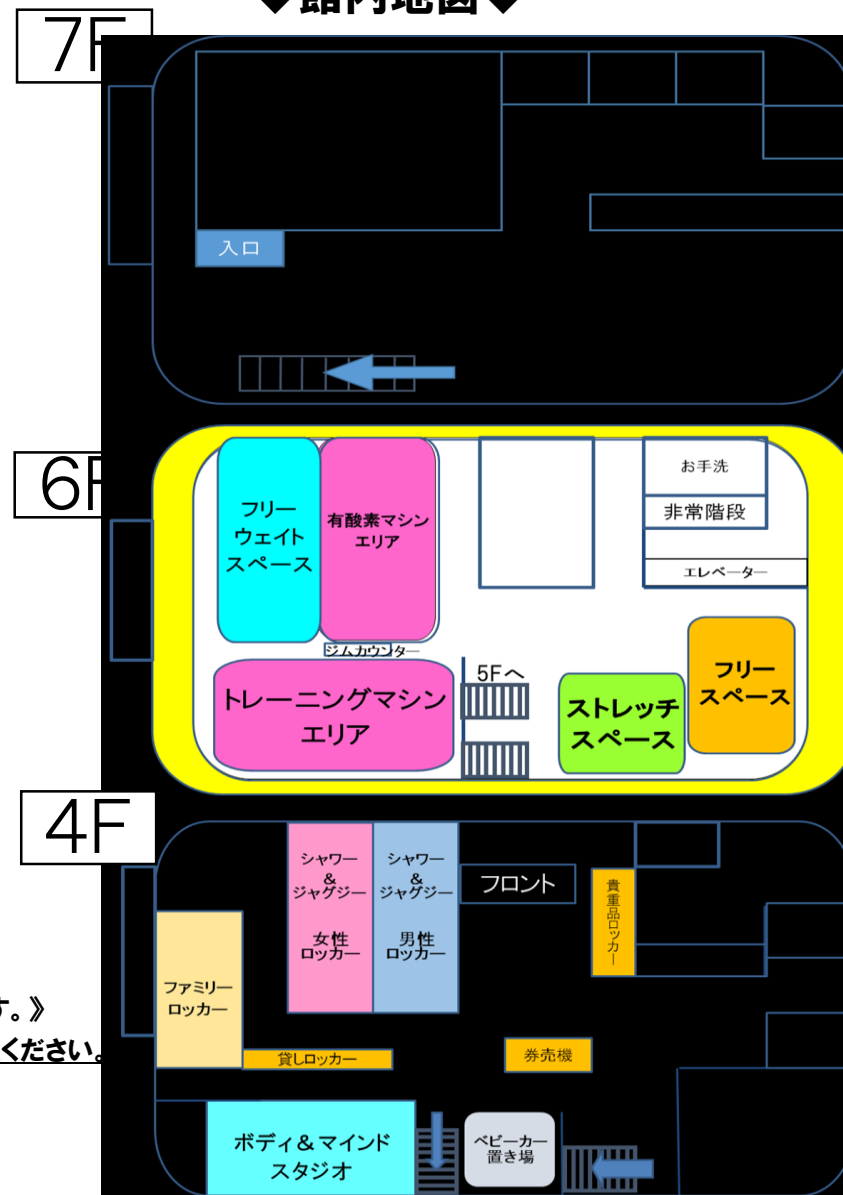 ◆館内地図◆
7F
入口
6F
フリー
ウェイト
スペース
有酸素マシン
エリア
お手洗
非常階段
エレベーター
ジムカウンター
トレーニングマシン
エリア
5Fへ
ストレッチ
スペース
フリー
スペース
4F
シャワー
&
ジャグジー
女性
ロッカー
シャワー
&
ジャグジー
男性
ロッカー
フロント
貴重品ロッカー
ファミリー
ロッカー
す。》
ください。
貸しロッカー
券売機
ボディ&マインド
スタジオ
ベビーカー
置き場